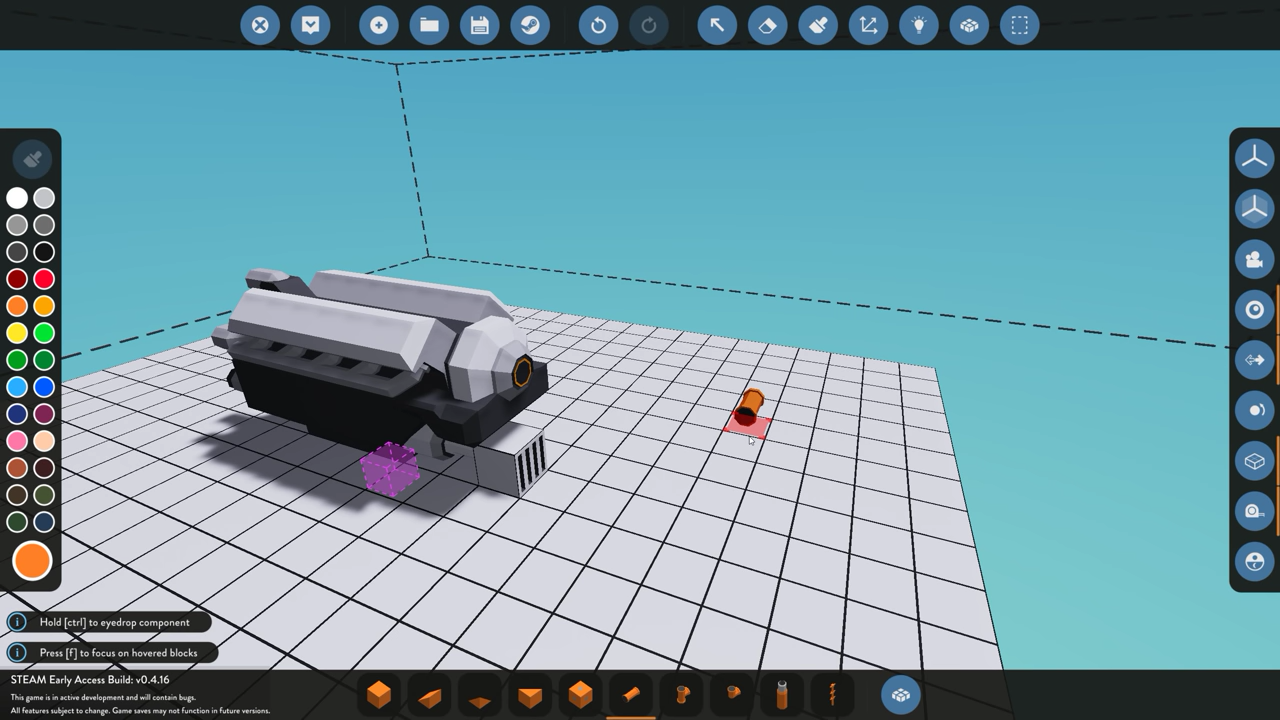 Hold [ctrl] to eyedrop component
Press [f] to focus on hovered blocks
STEAM Early Access Build: v0.4.16
This game is in active development and will contain bugs.
All features subject to change. Game saves may not function in future versions.